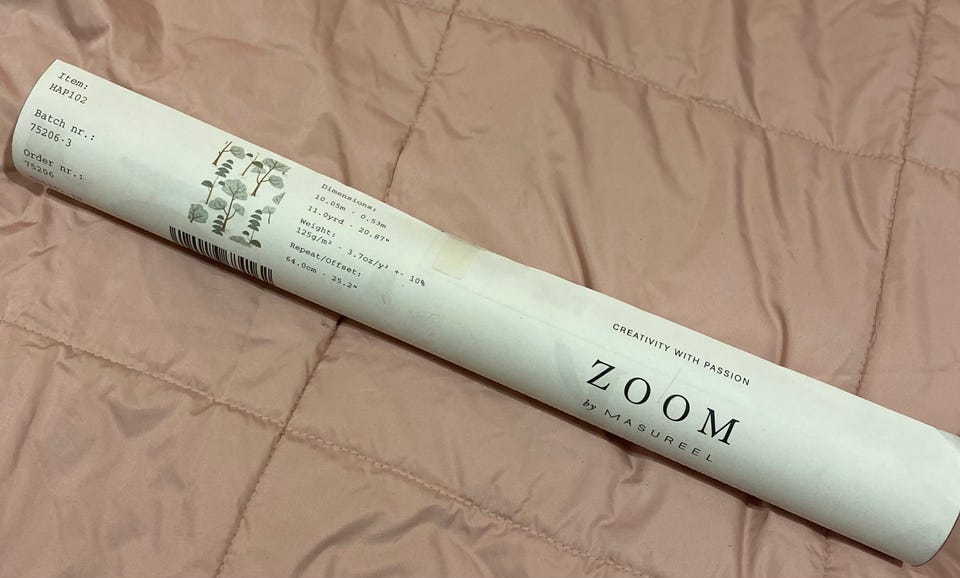 Item:
HAP102
Batch nr.:
75206-3
Order nr.:
75206
Dimensions:
10.05m - 0.53m
11.0yrd - 20.87"
Weight:
125g/m² - 3.7oz/y² +- 10%
Repeat/Offset:
64.0cm - 25.2"
CREATIVITY WITH PASSION
ZOOM
by MASUREEL